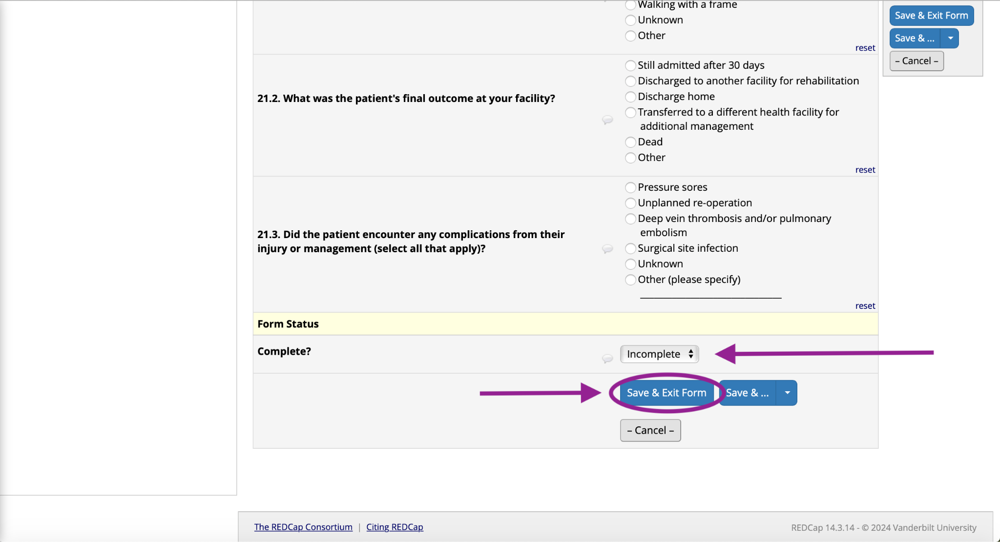 Walking with a frame
Unknown
Other
reset
21.2. What was the patient's final outcome at your facility?
Still admitted after 30 days
Discharged to another facility for rehabilitation
Discharge home
Transferred to a different health facility for
additional management
Dead
Other
reset
21.3. Did the patient encounter any complications from their
injury or management (select all that apply)?
Pressure sores
Unplanned re-operation
Deep vein thrombosis and/or pulmonary
embolism
Surgical site infection
Unknown
Other (please specify)
reset
Form Status
Complete?
Incomplete
Save & Exit Form
Save & ...
– Cancel –
Save & Exit Form
Save & ...
– Cancel –
The REDCap Consortium | Citing REDCap
REDCap 14.3.14 - © 2024 Vanderbilt University